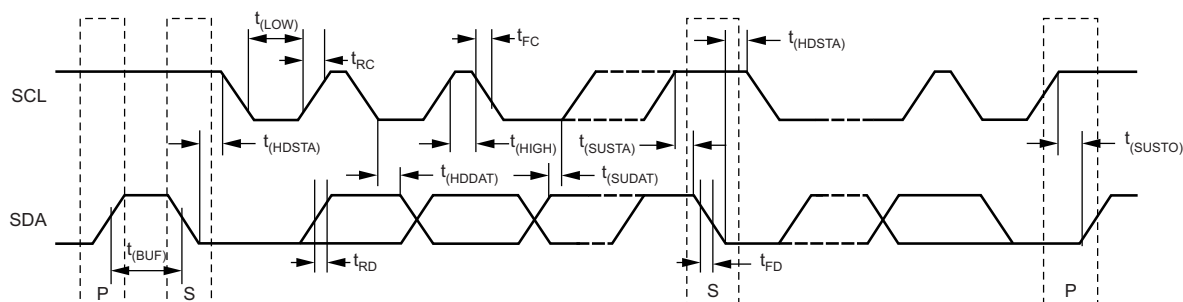 t(LOW)
tRC
tFC
t(HDSTA)
SCL
t(HDSTA)
t(HDDAT)
t(HIGH)
t(SUSTA)
t(SUDAT)
t(SUSTO)
SDA
t(BUF)
tRD
tFD
P
S
S
P